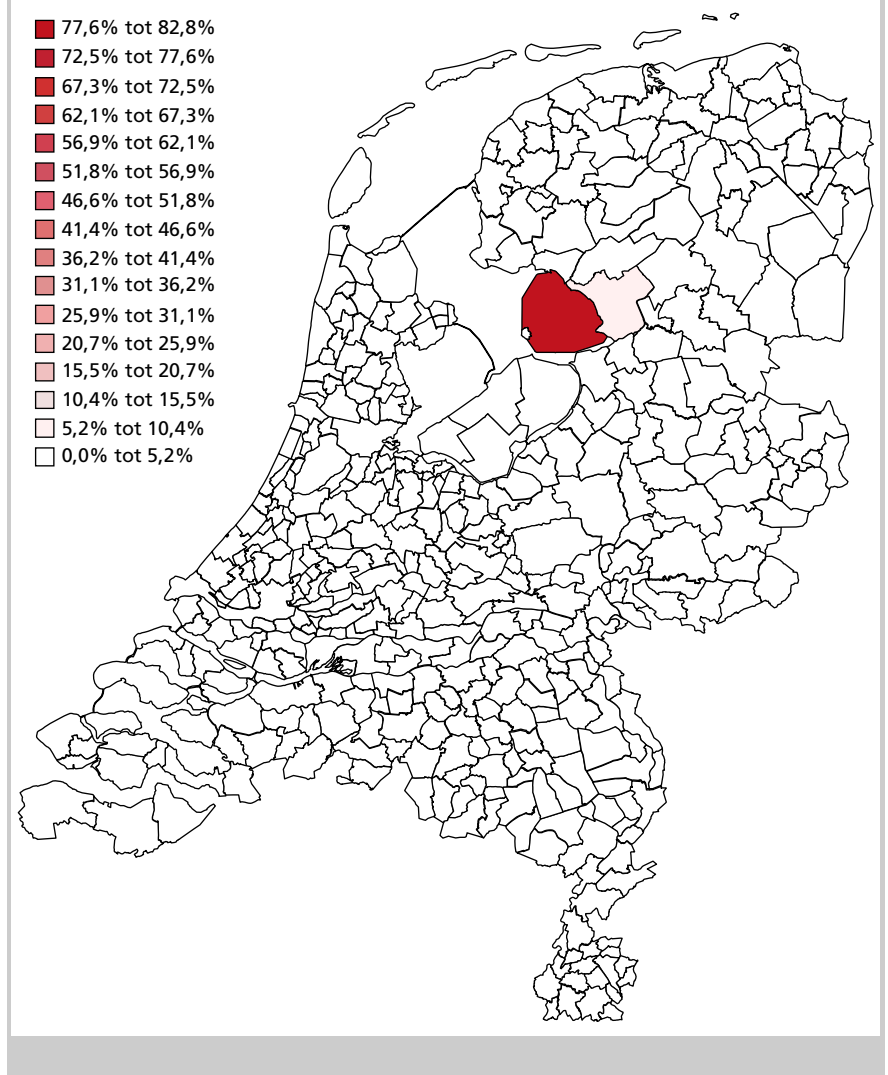 77,6% tot 82,8%
72,5% tot 77,6%
67,3% tot 72,5%
62,1% tot 67,3%
56,9% tot 62,1%
51,8% tot 56,9%
46,6% tot 51,8%
41,4% tot 46,6%
36,2% tot 41,4%
31,1% tot 36,2%
25,9% tot 31,1%
20,7% tot 25,9%
15,5% tot 20,7%
10,4% tot 15,5%
5,2% tot 10,4%
0,0% tot 5,2%